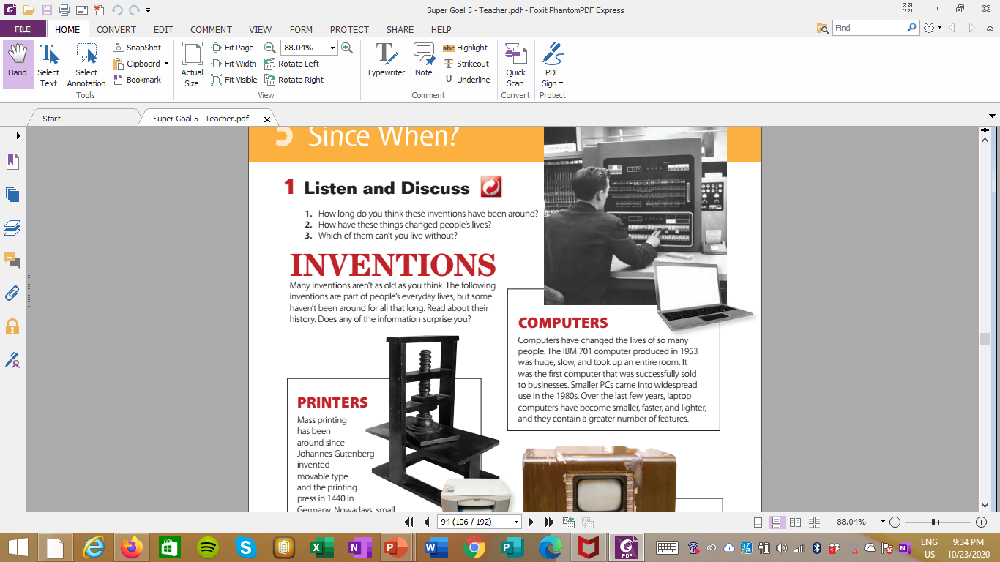 Super Goal 5 - Teacher.pdf - Foxit PhantomPDF Express
FILE
HOME
CONVERT
EDIT
COMMENT
VIEW
FORM
PROTECT
SHARE
HELP
Find
Hand
Select Text
Select Annotation
SnapShot
Clipboard
Bookmark
Tools
Actual Size
Fit Page
Fit Width
Fit Visible
88.04%
Rotate Left
Rotate Right
View
Typewriter
Note
abc Highlight
T Strikeout
U Underline
Comment
Quick Scan
Convert
PDF Sign
Protect
Start
Super Goal 5 - Teacher.pdf
5 Since When?
1 Listen and Discuss
1. How long do you think these inventions have been around?
2. How have these things changed people's lives?
3. Which of them can't you live without?
INVENTIONS
Many inventions aren't as old as you think. The following
inventions are part of people's everyday lives, but some
haven't been around for all that long. Read about their
history. Does any of the information surprise you?
COMPUTERS
Computers have changed the lives of so many
people. The IBM 701 computer produced in 1953
was huge, slow, and took up an entire room. It
was the first computer that was successfully sold
to businesses. Smaller PCs came into widespread
use in the 1980s. Over the last few years, laptop
computers have become smaller, faster, and lighter,
and they contain a greater number of features.
PRINTERS
Mass printing
has been
around since
Johannes Gutenberg
invented
movable type
and the printing
press in 1440 in
Germany. Nowadays, small
94 (106 / 192)
88.04%
PDF
ENG
US
9:34 PM
10/23/2020